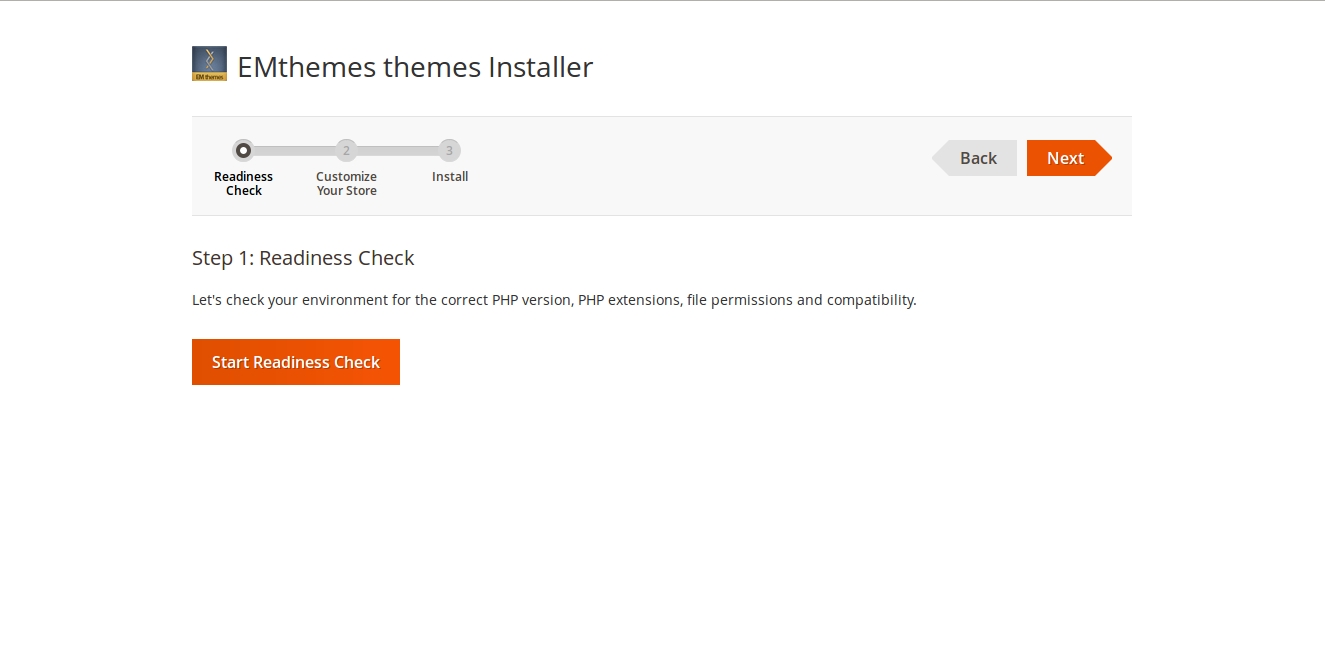 EM themes
EMthemes themes Installer
2
3
Readiness
Check
Customize
Your Store
Install
Back
Next
Step 1: Readiness Check
Let's check your environment for the correct PHP version, PHP extensions, file permissions and compatibility.
Start Readiness Check